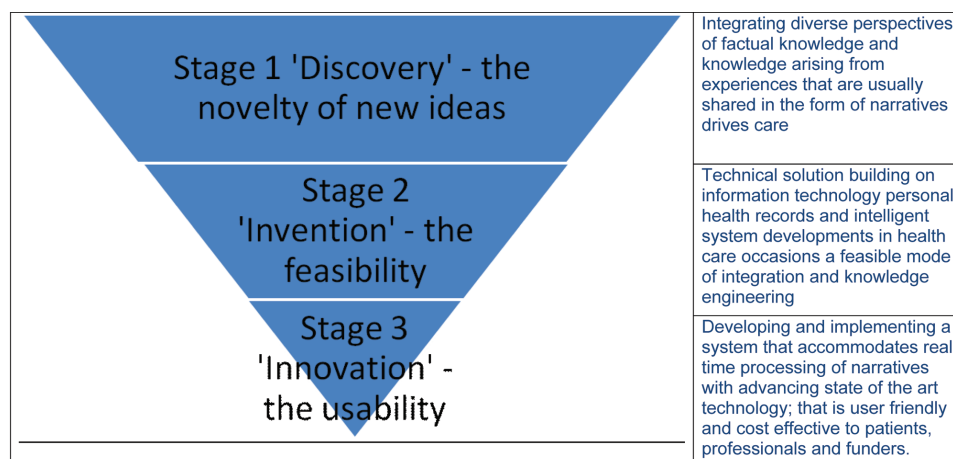 Stage 1 'Discovery' - the
novelty of new ideas
Integrating diverse perspectives
of factual knowledge and
knowledge arising from
experiences that are usually
shared in the form of narratives
drives care
Stage 2
'Invention' - the
feasibility
Technical solution building on
information technology personal
health records and intelligent
system developments in health
care occasions a feasible mode
of integration and knowledge
engineering
Stage 3
'Innovation' -
the usability
Developing and implementing a
system that accommodates real
time processing of narratives
with advancing state of the art
technology; that is user friendly
and cost effective to patients,
professionals and funders.